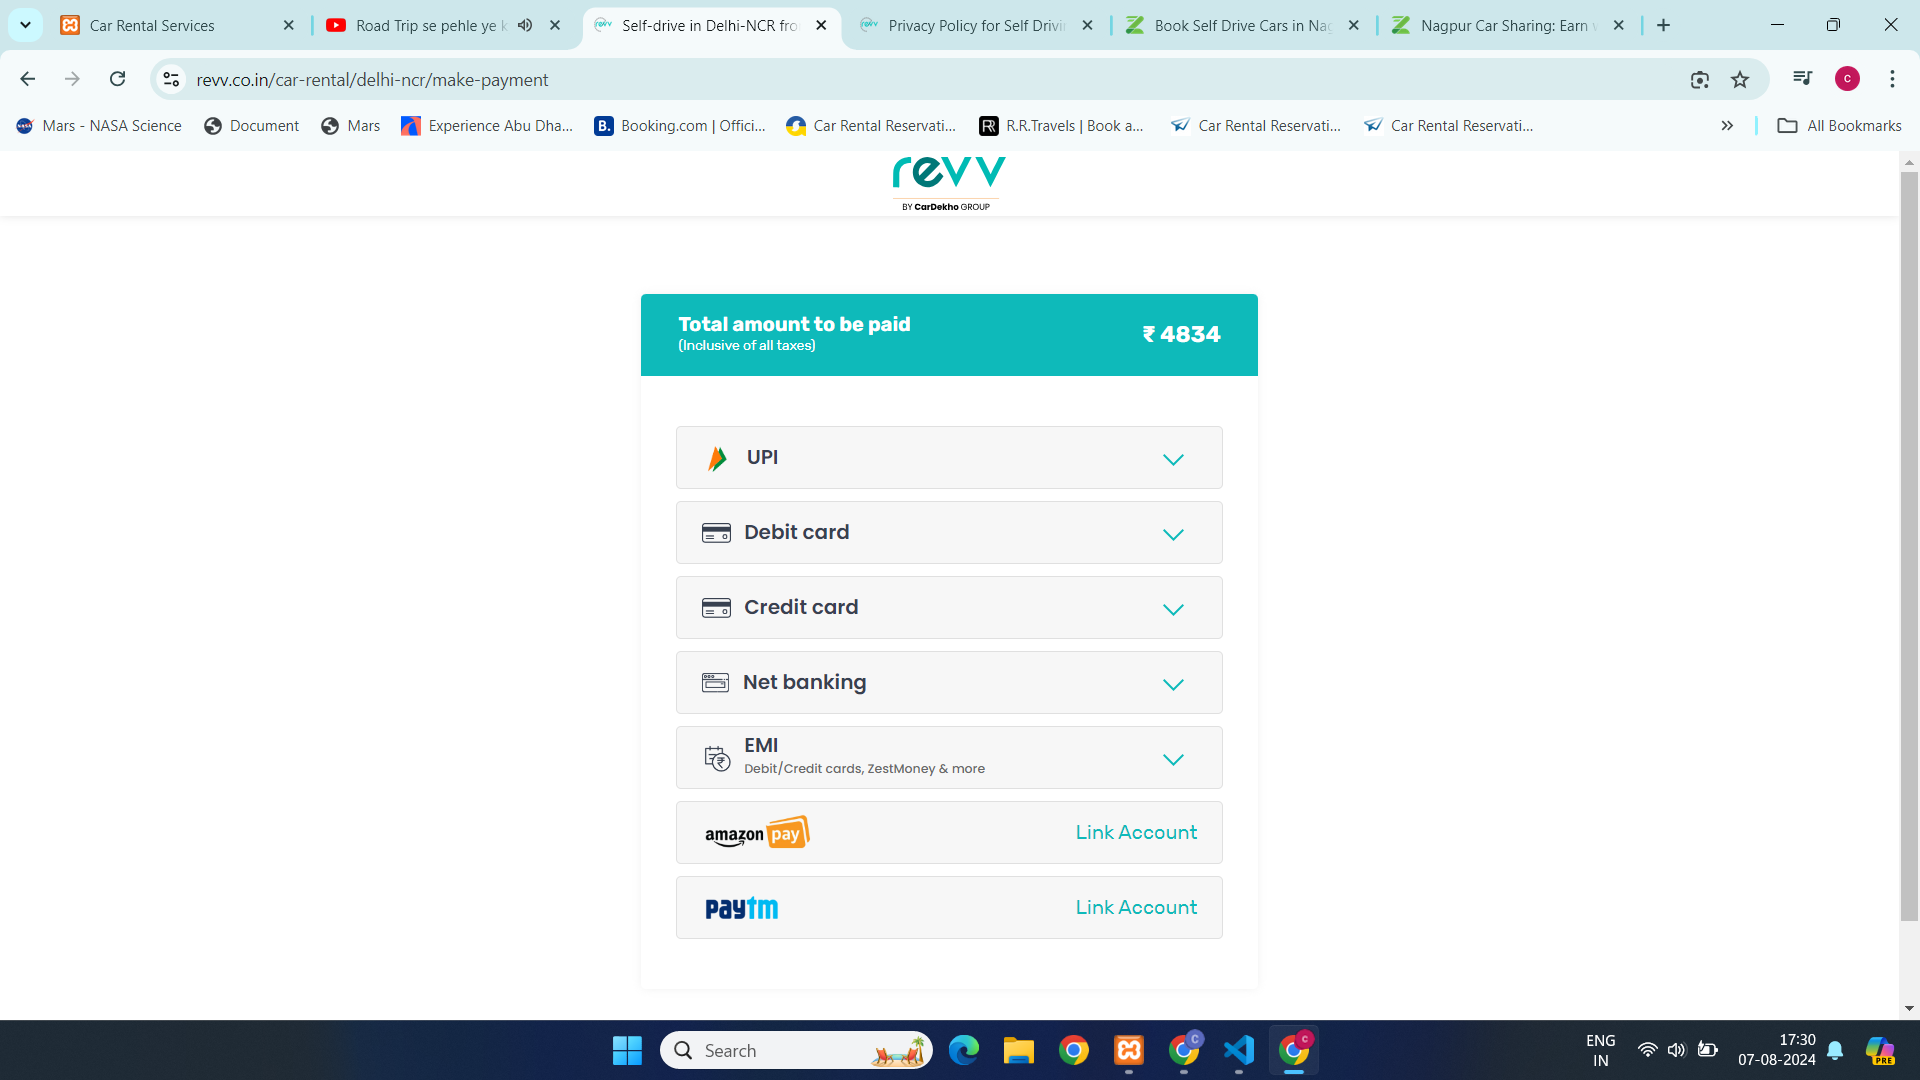 Car Rental Services
Road Trip se pehle ye k
Self-drive in Delhi-NCR fro
Privacy Policy for Self Drivi
Book Self Drive Cars in Nag
Nagpur Car Sharing: Earn w
revv.co.in/car-rental/delhi-ncr/make-payment
C
Mars - NASA Science
Document
Mars
Experience Abu Dha...
B.
Booking.com | Offici...
Car Rental Reservati...
R.R.Travels | Book a...
Car Rental Reservati...
Car Rental Reservati...
All Bookmarks
revv
BY CarDekho GROUP
Total amount to be paid
(Inclusive of all taxes)
₹ 4834
UPI
Debit card
Credit card
Net banking
EMI
Debit/Credit cards, ZestMoney & more
amazon pay
Link Account
paytm
Link Account
Search
ENG
IN
17:30
07-08-2024
PRE